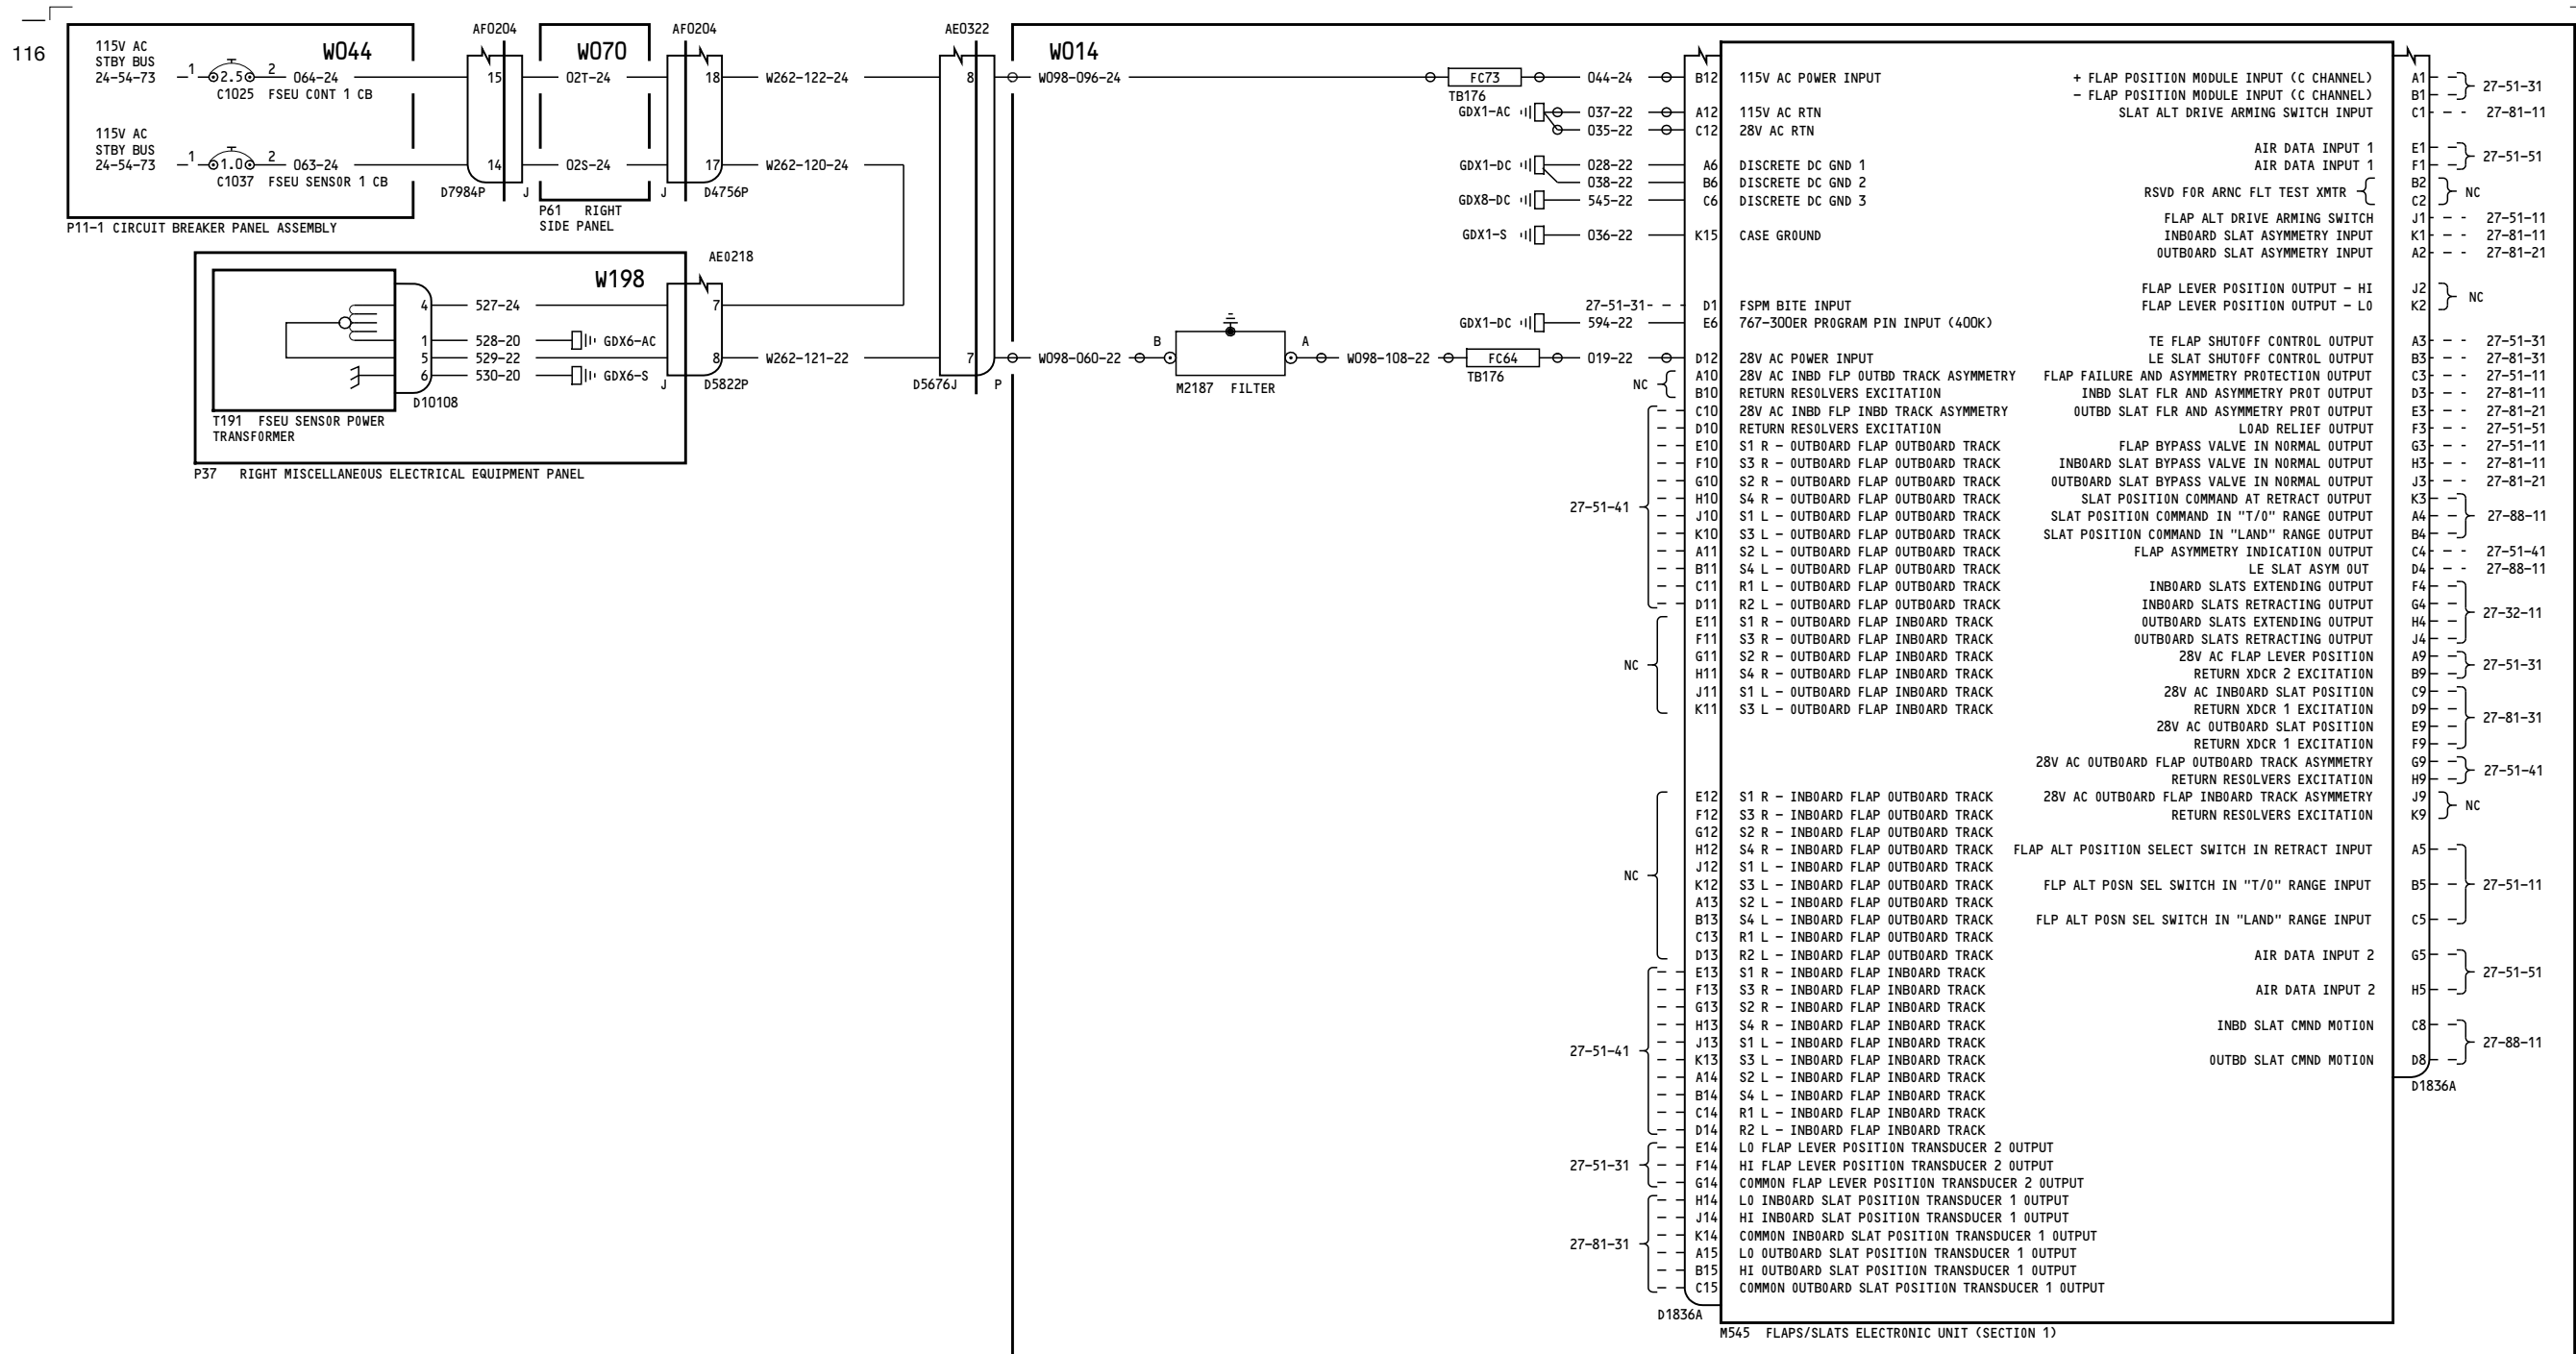 116
W044
115V AC
STBY BUS
24-54-73
1
2.5
2
064-24
C1025 FSEU CONT 1 CB
115V AC
STBY BUS
24-54-73
1
1.0
2
063-24
C1037 FSEU SENSOR 1 CB
P11-1 CIRCUIT BREAKER PANEL ASSEMBLY
AF0204
15
14
D7984P
J
W070
02T-24
02S-24
P61 RIGHT
SIDE PANEL
AF0204
18
17
J
D4756P
W262-122-24
W262-120-24
W198
4
527-24
1
528-20
GDX6-AC
5
529-22
6
530-20
GDX6-S
D10108
T191 FSEU SENSOR POWER
TRANSFORMER
P37 RIGHT MISCELLANEOUS ELECTRICAL EQUIPMENT PANEL
AE0218
7
8
J
D5822P
W262-121-22
AE0322
8
7
D5676J
P
W014
W098-096-24
FC73
TB176
044-24
GDX1-AC
037-22
035-22
GDX1-DC
028-22
038-22
GDX8-DC
545-22
GDX1-S
036-22
27-51-31
GDX1-DC
594-22
W098-060-22
B
A
M2187 FILTER
W098-108-22
FC64
TB176
019-22
B12 115V AC POWER INPUT
A12 115V AC RTN
C12 28V AC RTN
A6 DISCRETE DC GND 1
B6 DISCRETE DC GND 2
C6 DISCRETE DC GND 3
K15 CASE GROUND
D1 FSPM BITE INPUT
E6 767-300ER PROGRAM PIN INPUT (400K)
D12 28V AC POWER INPUT
NC
A10 28V AC INBD FLP OUTBD TRACK ASYMMETRY
B10 RETURN RESOLVERS EXCITATION
C10 28V AC INBD FLP INBD TRACK ASYMMETRY
D10 RETURN RESOLVERS EXCITATION
E10 S1 R - OUTBOARD FLAP OUTBOARD TRACK
F10 S3 R - OUTBOARD FLAP OUTBOARD TRACK
G10 S2 R - OUTBOARD FLAP OUTBOARD TRACK
H10 S4 R - OUTBOARD FLAP OUTBOARD TRACK
27-51-41
J10 S1 L - OUTBOARD FLAP OUTBOARD TRACK
K10 S3 L - OUTBOARD FLAP OUTBOARD TRACK
A11 S2 L - OUTBOARD FLAP OUTBOARD TRACK
B11 S4 L - OUTBOARD FLAP OUTBOARD TRACK
C11 R1 L - OUTBOARD FLAP OUTBOARD TRACK
D11 R2 L - OUTBOARD FLAP OUTBOARD TRACK
E11 S1 R - OUTBOARD FLAP INBOARD TRACK
F11 S3 R - OUTBOARD FLAP INBOARD TRACK
G11 S2 R - OUTBOARD FLAP INBOARD TRACK
NC
H11 S4 R - OUTBOARD FLAP INBOARD TRACK
J11 S1 L - OUTBOARD FLAP INBOARD TRACK
K11 S3 L - OUTBOARD FLAP INBOARD TRACK
E12 S1 R - INBOARD FLAP OUTBOARD TRACK
F12 S3 R - INBOARD FLAP OUTBOARD TRACK
G12 S2 R - INBOARD FLAP OUTBOARD TRACK
H12 S4 R - INBOARD FLAP OUTBOARD TRACK
J12 S1 L - INBOARD FLAP OUTBOARD TRACK
NC
K12 S3 L - INBOARD FLAP OUTBOARD TRACK
A13 S2 L - INBOARD FLAP OUTBOARD TRACK
B13 S4 L - INBOARD FLAP OUTBOARD TRACK
C13 R1 L - INBOARD FLAP OUTBOARD TRACK
D13 R2 L - INBOARD FLAP OUTBOARD TRACK
E13 S1 R - INBOARD FLAP INBOARD TRACK
F13 S3 R - INBOARD FLAP INBOARD TRACK
G13 S2 R - INBOARD FLAP INBOARD TRACK
H13 S4 R - INBOARD FLAP INBOARD TRACK
J13 S1 L - INBOARD FLAP INBOARD TRACK
27-51-41
K13 S3 L - INBOARD FLAP INBOARD TRACK
A14 S2 L - INBOARD FLAP INBOARD TRACK
B14 S4 L - INBOARD FLAP INBOARD TRACK
C14 R1 L - INBOARD FLAP INBOARD TRACK
D14 R2 L - INBOARD FLAP INBOARD TRACK
E14 LO FLAP LEVER POSITION TRANSDUCER 2 OUTPUT
27-51-31
F14 HI FLAP LEVER POSITION TRANSDUCER 2 OUTPUT
G14 COMMON FLAP LEVER POSITION TRANSDUCER 2 OUTPUT
H14 LO INBOARD SLAT POSITION TRANSDUCER 1 OUTPUT
J14 HI INBOARD SLAT POSITION TRANSDUCER 1 OUTPUT
K14 COMMON INBOARD SLAT POSITION TRANSDUCER 1 OUTPUT
27-81-31
A15 LO OUTBOARD SLAT POSITION TRANSDUCER 1 OUTPUT
B15 HI OUTBOARD SLAT POSITION TRANSDUCER 1 OUTPUT
C15 COMMON OUTBOARD SLAT POSITION TRANSDUCER 1 OUTPUT
D1836A
M545 FLAPS/SLATS ELECTRONIC UNIT (SECTION 1)
+ FLAP POSITION MODULE INPUT (C CHANNEL) A1
27-51-31
- FLAP POSITION MODULE INPUT (C CHANNEL) B1
SLAT ALT DRIVE ARMING SWITCH INPUT C1 27-81-11
AIR DATA INPUT 1 E1
27-51-51
AIR DATA INPUT 1 F1
RSVD FOR ARNC FLT TEST XMTR
B2
NC
C2
FLAP ALT DRIVE ARMING SWITCH J1 27-51-11
INBOARD SLAT ASYMMETRY INPUT K1 27-81-11
OUTBOARD SLAT ASYMMETRY INPUT A2 27-81-21
FLAP LEVER POSITION OUTPUT - HI J2
NC
FLAP LEVER POSITION OUTPUT - LO K2
TE FLAP SHUTOFF CONTROL OUTPUT A3 27-51-31
LE SLAT SHUTOFF CONTROL OUTPUT B3 27-81-31
FLAP FAILURE AND ASYMMETRY PROTECTION OUTPUT C3 27-51-11
INBD SLAT FLR AND ASYMMETRY PROT OUTPUT D3 27-81-11
OUTBD SLAT FLR AND ASYMMETRY PROT OUTPUT E3 27-81-21
LOAD RELIEF OUTPUT F3 27-51-51
FLAP BYPASS VALVE IN NORMAL OUTPUT G3 27-51-11
INBOARD SLAT BYPASS VALVE IN NORMAL OUTPUT H3 27-81-11
OUTBOARD SLAT BYPASS VALVE IN NORMAL OUTPUT J3 27-81-21
SLAT POSITION COMMAND AT RETRACT OUTPUT K3
SLAT POSITION COMMAND IN "T/O" RANGE OUTPUT A4 27-88-11
SLAT POSITION COMMAND IN "LAND" RANGE OUTPUT B4
FLAP ASYMMETRY INDICATION OUTPUT C4 27-51-41
LE SLAT ASYM OUT D4 27-88-11
INBOARD SLATS EXTENDING OUTPUT F4
INBOARD SLATS RETRACTING OUTPUT G4
27-32-11
OUTBOARD SLATS EXTENDING OUTPUT H4
OUTBOARD SLATS RETRACTING OUTPUT J4
28V AC FLAP LEVER POSITION A9
27-51-31
RETURN XDCR 2 EXCITATION B9
28V AC INBOARD SLAT POSITION C9
RETURN XDCR 1 EXCITATION D9
27-81-31
28V AC OUTBOARD SLAT POSITION E9
RETURN XDCR 1 EXCITATION F9
28V AC OUTBOARD FLAP OUTBOARD TRACK ASYMMETRY G9
27-51-41
RETURN RESOLVERS EXCITATION H9
28V AC OUTBOARD FLAP INBOARD TRACK ASYMMETRY J9
NC
RETURN RESOLVERS EXCITATION K9
FLAP ALT POSITION SELECT SWITCH IN RETRACT INPUT A5
FLP ALT POSN SEL SWITCH IN "T/O" RANGE INPUT B5 27-51-11
FLP ALT POSN SEL SWITCH IN "LAND" RANGE INPUT C5
AIR DATA INPUT 2 G5
27-51-51
AIR DATA INPUT 2 H5
INBD SLAT CMND MOTION C8
27-88-11
OUTBD SLAT CMND MOTION D8
D1836A